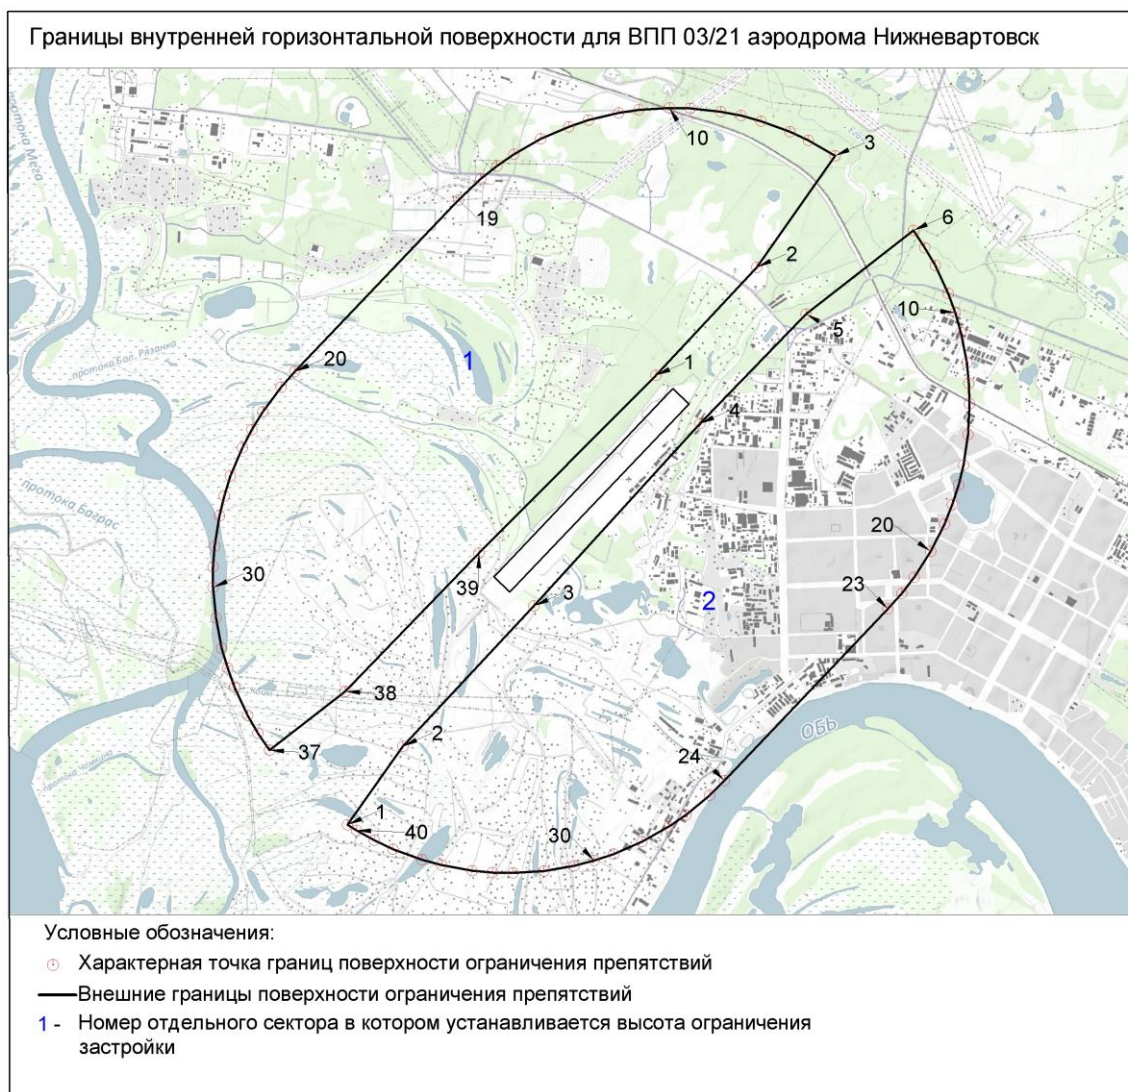 Границы внутренней горизонтальной поверхности для ВПП 03/21 аэродрома Нижневартовск
протока Мега
10
3
19
6
2
10
5
протока Бол. Рязанка
20
1
1
4
протока Баграс
20
39
3
30
23
2
38
ОБЬ
2
37
24
1
40
30
Условные обозначения:
Характерная точка границ поверхности ограничения препятствий
Внешние границы поверхности ограничения препятствий
1 - Номер отдельного сектора в котором устанавливается высота ограничения
застройки